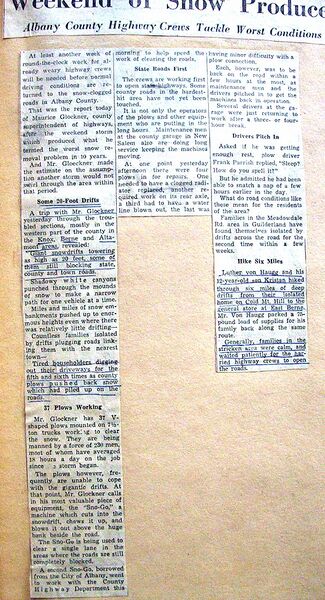 Weekend of Snow Produce
Albany County Highway Crews Tackle Worst Conditions
At least another week of
round-the-clock work for already weary highway crews
will be needed before normal
driving conditions are returned to the snow-clogged
roads in Albany County.
That was the report today
of Maurice Glockner, county
superintendent of highways,
after the weekend storm
which produced what he
termed the worst snow removal problem in 10 years.
And Mr. Glockner made
the estimate on the assumption another storm would not
swirl through the area within
that period.
Some 20-Foot Drifts
A trip with Mr. Glockner,
yesterday through the troubled sections, mostly in the
western part of the county in
the Knox, Berne and Altamont areas, revealed:
Giant snowdrifts towering
as high as 20 feet, some of
them still blocking state,
county and town roads.
Shadowy white canyons
punched through the mounds
of snow to make a narrow
path for one vehicle at a time.
Miles and miles of snow embankments pushed up to enormous heights even where there
was relatively little drifting—
Countless families isolated
by drifts plugging roads linking them with the nearest
town—
Tired householders digging
out their driveways for the
fifth and sixth times as county
plows pushed back snow
which had piled up on the
roads.
37 Plows Working
Mr. Glockner has 37 V-shaped plows mounted on
ton trucks working to clear
the snow. They are being
manned by a force of 230 men,
most of whom have averaged
18 hours a day on the job
since storm began.
The plows however, frequently are unable to cope
with the gigantic drifts. At
that point, Mr. Glockner calls
in his most valuable piece of
equipment, the "Sno-Go," a
machine which cuts into the
snowdrift, chews it up, and
blows it out above the huge
bank beside the road.
The Sno-Go is being used to
clear a single lane in areas
where the roads are still
completely blocked.
A second Sno-Go, borrowed
from the City of Albany, went
to work with the County
Highway Department this
morning to help speed the
work of clearing the roads.
State Roads First
The crews are working first
to open state highways. Some
county roads in the hardest-hit area have not yet been
touched.
It is not only the operators
of the plows and other equipment who are putting in the
long hours. Maintenance men
at the county garage in New
Salem also are doing long
service keeping the machines
moving.
At one point yesterday
afternoon there were four
plows in for repairs. One
needed to have a clogged radiator replaced, another required work on its rear axle,
a third had to have a water
line blown out, the last was
having minor difficulty with a
plow connection.
Each, however, was to be
back on the road within a
few hours at the most, as
maintenance men and the
drivers pitched in to get the
machines back in operation.
Several drivers at the garage were just returning to
work after a three- or four-hour break.
Drivers Pitch In
Asked if he was getting
enough rest, plow driver
Frank Parrish replied, "Sleep?
How do you spell it?"
But he admitted he had been
able to snatch a nap of a few
hours earlier in the day.
What do road conditions like
these mean for the residents
of the area?
Families in the Meadowdale
Rd. area in Guilderland have
found themselves isolated by
drifts across the road for the
second time within a few
weeks.
Hike Six Miles
Luther von Haugg and his
12-year-old son Kristan hiked
through six miles of deep
drifts from their isolated
home on Cold Mt. Hill to the
general store at East Berne.
Mr. Von Haugg packed a
pound load of supplies for his
family back along the same
route.
Generally, families in the
stricken area were calm, and
waited patiently for the harried highway crews to open
the roads.